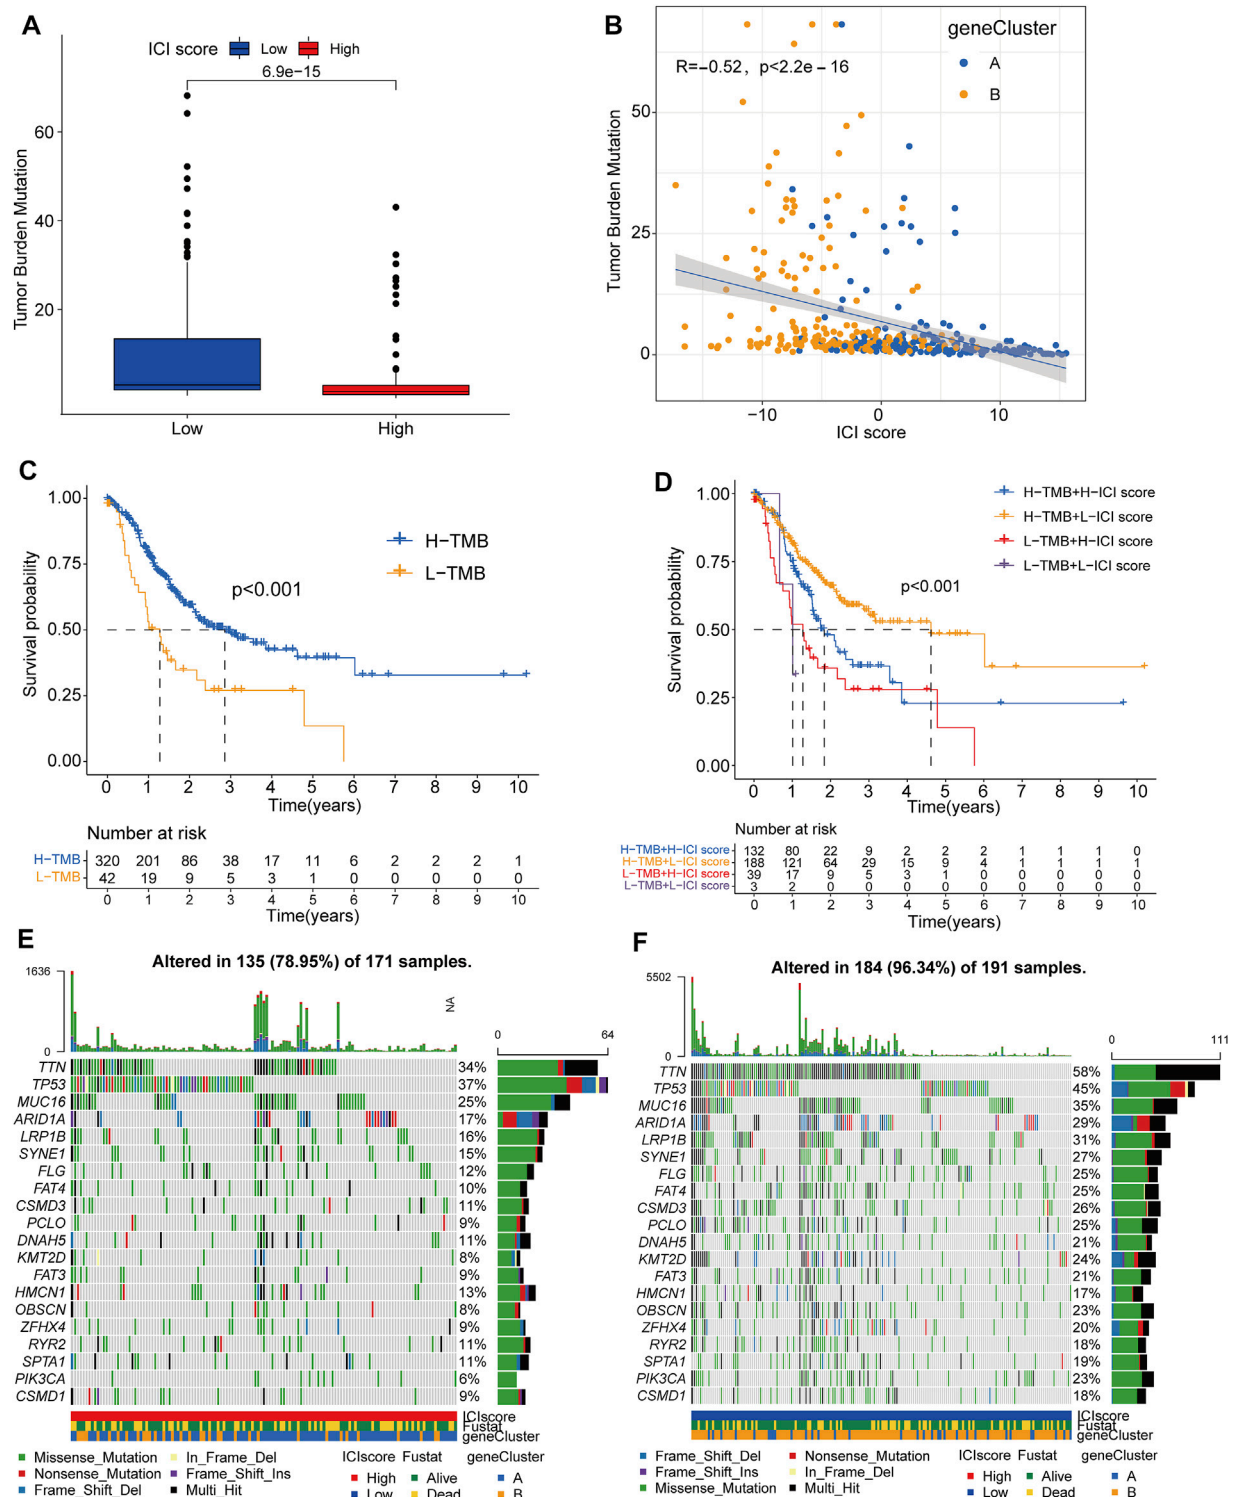 A
ICI score Low High
6.9e−15
Tumor Burden Mutation
60
40
20
Low High
B
geneCluster
A
B
R=−0.52, p<2.2e−16
Tumor Burden Mutation
50
25
0
−10 0 10
ICI score
C
1.00
0.75
0.50
0.25
0.00
Survival probability
H−TMB
L−TMB
p<0.001
0 1 2 3 4 5 6 7 8 9 10
Time(years)
Number at risk
H−TMB 320 201 86 38 17 11 6 2 2 2 1
L−TMB 42 19 9 5 3 1 0 0 0 0 0
0 1 2 3 4 5 6 7 8 9 10
Time(years)
D
1.00
0.75
0.50
0.25
0.00
Survival probability
H−TMB+H−ICI score
H−TMB+L−ICI score
L−TMB+H−ICI score
L−TMB+L−ICI score
p<0.001
0 1 2 3 4 5 6 7 8 9 10
Time(years)
Number at risk
H−TMB+H−ICI score 132 80 22 9 2 2 2 1 1 1 0
H−TMB+L−ICI score 188 121 64 29 15 9 4 1 1 1 1
L−TMB+H−ICI score 39 17 9 5 3 1 0 0 0 0 0
L−TMB+L−ICI score 3 2 0 0 0 0 0 0 0 0 0
0 1 2 3 4 5 6 7 8 9 10
Time(years)
E
Altered in 135 (78.95%) of 171 samples.
1636
0
NA
0 64
TTN 34%
TP53 37%
MUC16 25%
ARID1A 17%
LRP1B 16%
SYNE1 15%
FLG 12%
FAT4 10%
CSMD3 11%
PCLO 9%
DNAH5 11%
KMT2D 8%
FAT3 9%
HMCN1 13%
OBSCN 8%
ZFHX4 9%
RYR2 11%
SPTA1 11%
PIK3CA 6%
CSMD1 9%
ICIscore
Fustat
geneCluster
Missense_Mutation In_Frame_Del ICIscore Fustat geneCluster
Nonsense_Mutation Frame_Shift_Ins High Alive A
Frame_Shift_Del Multi_Hit Low Dead B
F
Altered in 184 (96.34%) of 191 samples.
5502
0
0 111
TTN 58%
TP53 45%
MUC16 35%
ARID1A 29%
LRP1B 31%
SYNE1 27%
FLG 25%
FAT4 25%
CSMD3 26%
PCLO 25%
DNAH5 21%
KMT2D 24%
FAT3 21%
HMCN1 17%
OBSCN 23%
ZFHX4 20%
RYR2 18%
SPTA1 19%
PIK3CA 23%
CSMD1 18%
ICIscore
Fustat
geneCluster
Frame_Shift_Del Nonsense_Mutation ICIscore Fustat geneCluster
Frame_Shift_Ins In_Frame_Del High Alive A
Missense_Mutation Multi_Hit Low Dead B